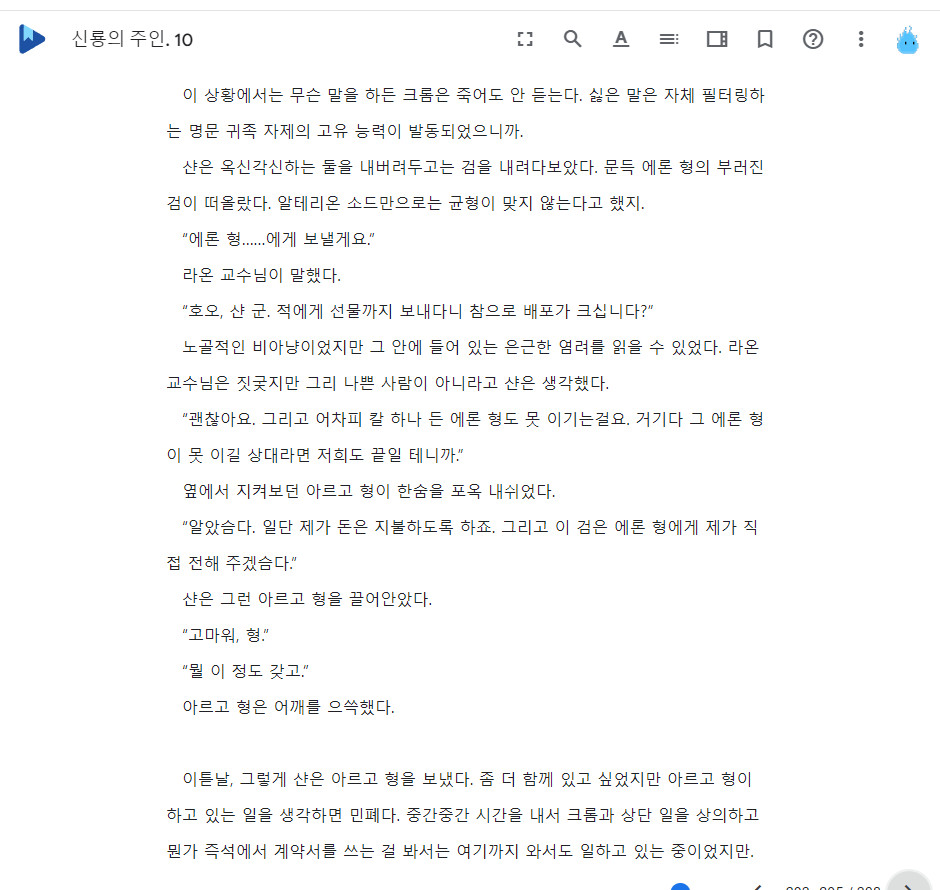 신룡의 주인. 10
이 상황에서는 무슨 말을 하든 크롬은 죽어도 안 듣는다. 싫은 말은 자체 필터링하
는 명문 귀족 자제의 고유 능력이 발동되었으니까.
샨은 옥신각신하는 둘을 내버려두고는 검을 내려다보았다. 문득 에론 형의 부러진
검이 떠올랐다. 알테리온 소드만으로는 균형이 맞지 않는다고 했지.
“에론 형......에게 보낼게요.”
라온 교수님이 말했다.
“호오, 샨 군. 적에게 선물까지 보내다니 참으로 배포가 크십니다?”
노골적인 비아냥이었지만 그 안에 들어 있는 은근한 염려를 읽을 수 있었다. 라온
교수님은 짓궂지만 그리 나쁜 사람이 아니라고 샨은 생각했다.
“괜찮아요. 그리고 어차피 칼 하나 든 에론 형도 못 이기는걸요. 거기다 그 에론 형
이 못 이길 상대라면 저희도 끝일 테니까.”
옆에서 지켜보던 아르고 형이 한숨을 포옥 내쉬었다.
“알았슴다. 일단 제가 돈은 지불하도록 하죠. 그리고 이 검은 에론 형에게 제가 직
접 전해 주겠슴다.”
샨은 그런 아르고 형을 끌어안았다.
“고마워, 형.”
“뭘 이 정도 갖고.”
아르고 형은 어깨를 으쓱했다.
이튿날, 그렇게 샨은 아르고 형을 보냈다. 좀 더 함께 있고 싶었지만 아르고 형이
하고 있는 일을 생각하면 민폐다. 중간중간 시간을 내서 크롬과 상단 일을 상의하고
뭔가 즉석에서 계약서를 쓰는 걸 봐서는 여기까지 와서도 일하고 있는 중이었지만.